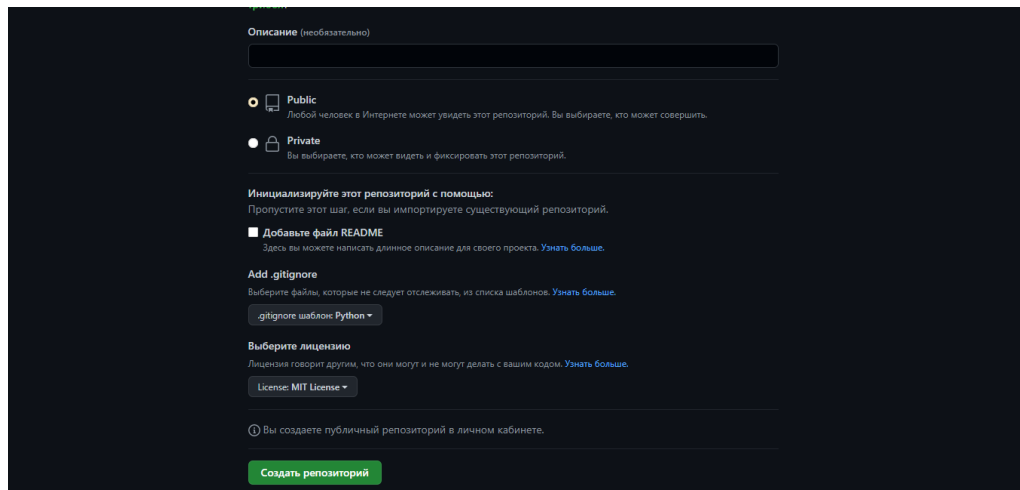 Описание (необязательно)
Public
Любой человек в Интернете может увидеть этот репозиторий. Вы выбираете, кто может совершить.
Private
Вы выбираете, кто может видеть и фиксировать этот репозиторий.
Инициализируйте этот репозиторий с помощью:
Пропустите этот шаг, если вы импортируете существующий репозиторий.
Добавьте файл README
Здесь вы можете написать длинное описание для своего проекта. Узнать больше.
Add .gitignore
Выберите файлы, которые не следует отслеживать, из списка шаблонов. Узнать больше.
.gitignore шаблон: Python
Выберите лицензию
Лицензия говорит другим, что они могут и не могут делать с вашим кодом. Узнать больше.
License: MIT License
Вы создаете публичный репозиторий в личном кабинете.
Создать репозиторий